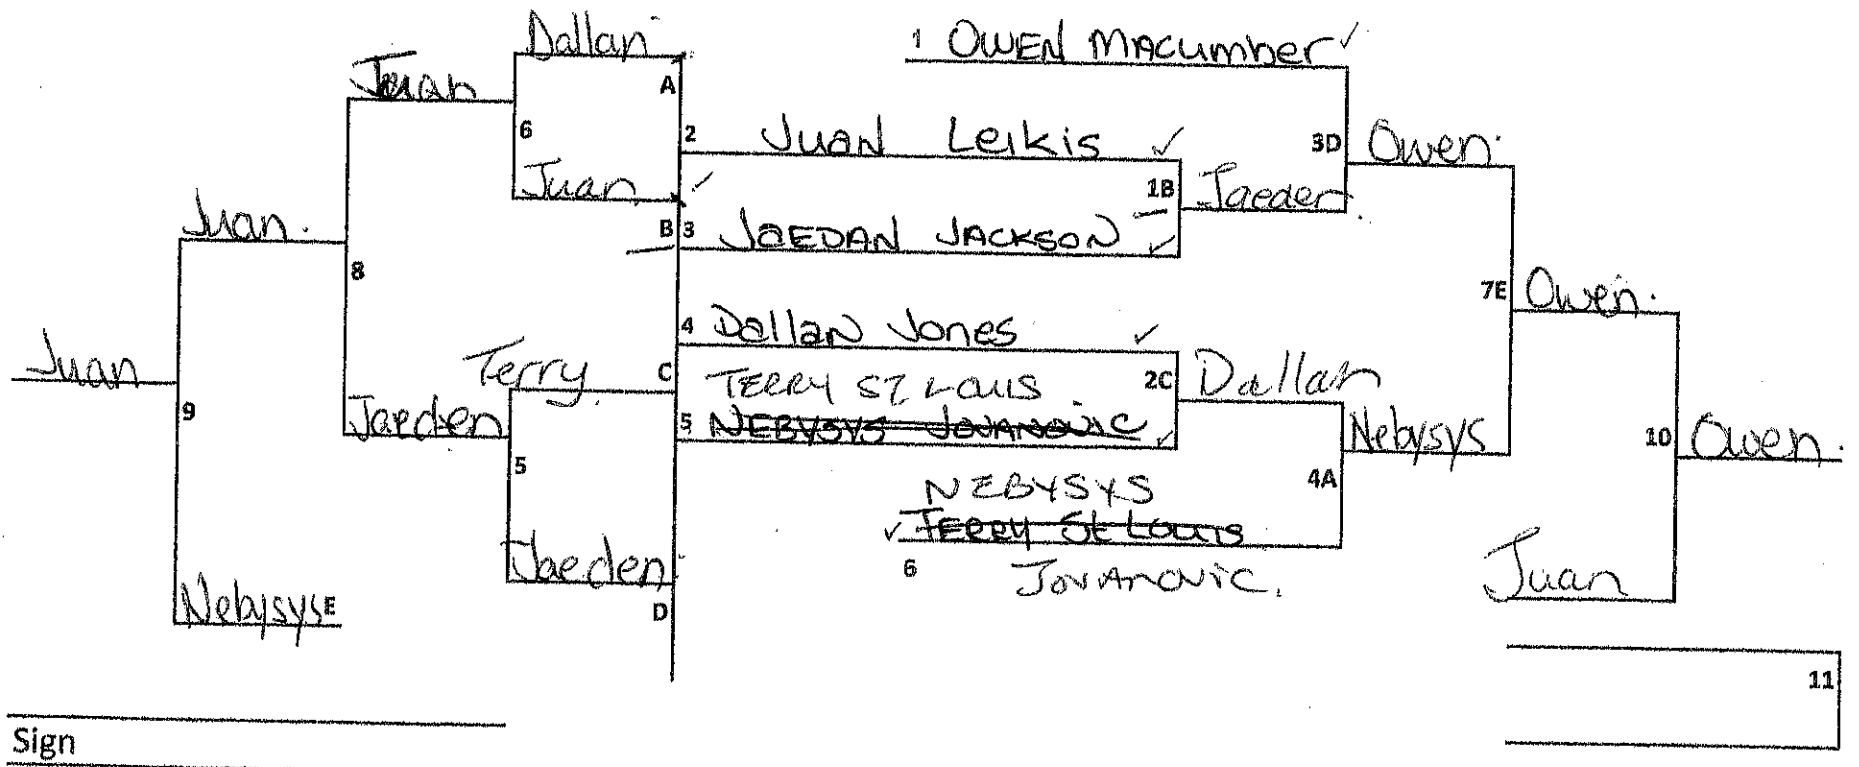 Dallan
1 OWEN MACUMBER ✓
Juan
A
6
2 JUAN LEIKIS ✓
3D Owen.
Juan ✓
1B Jaeden.
Juan.
B 3 JAEDAN JACKSON ✓
8
7E Owen.
4 Dallan Jones ✓
Juan
Terry.
C
TERRY ST LOUIS
2C Dallan
9
Jaeden
5 NEBYSYS JOVANOVIC ✓
Nebysys
10 Owen.
5
NEBYSYS
4A
✓ TERRY St Louis
Jaeden
6
JOVANOVIC.
Juan
Nebysys E
D
11
Sign